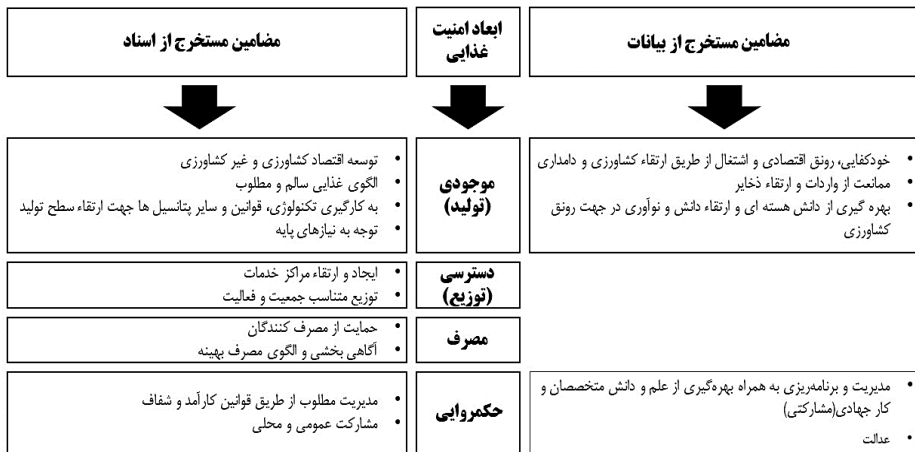 مضامین مستخرج از بیانات
ابعاد امنیت
غذایی
مضامین مستخرج از اسناد
• خودکفایی، رونق اقتصادی و اشتغال از طریق ارتقاء کشاورزی و دامداری
• ممانعت از واردات و ارتقاء ذخایر
• بهره گیری از دانش هسته ای و ارتقاء دانش و نوآوری در جهت رونق
کشاورزی
موجودی
(تولید)
• توسعه اقتصاد کشاورزی و غیر کشاورزی
• الگوی غذایی سالم و مطلوب
• به کارگیری تکنولوژی، قوانین و سایر پتانسیل ها جهت ارتقاء سطح تولید
• توجه به نیازهای پایه
دسترسی
(توزیع)
• ایجاد و ارتقاء مراکز خدمات
• توزیع متناسب جمعیت و فعالیت
مصرف
• حمایت از مصرف کنندگان
• آگاهی بخشی و الگوی مصرف بهینه
• مدیریت و برنامه‌ریزی به همراه بهره‌گیری از علم و دانش متخصصان و
کار جهادی(مشارکتی)
• عدالت
حکمروایی
• مدیریت مطلوب از طریق قوانین کارآمد و شفاف
• مشارکت عمومی و محلی